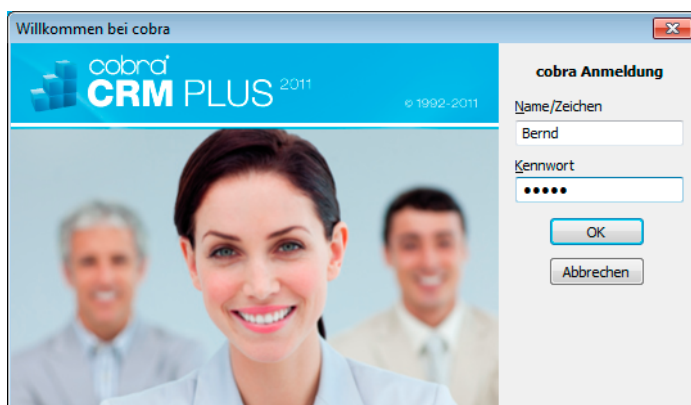 Willkommen bei cobra
cobra
CRM PLUS 2011
© 1992-2011
cobra Anmeldung
Name/Zeichen
Bernd
Kennwort
•••••
OK
Abbrechen